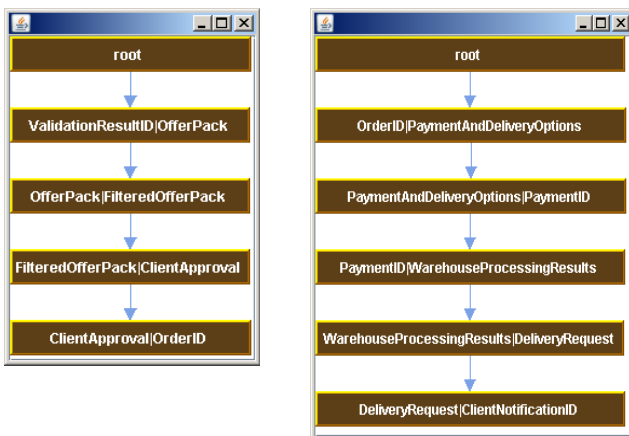 root
ValidationResultID|OfferPack
OfferPack|FilteredOfferPack
FilteredOfferPack|ClientApproval
ClientApproval|OrderID
root
OrderID|PaymentAndDeliveryOptions
PaymentAndDeliveryOptions|PaymentID
PaymentID|WarehouseProcessingResults
WarehouseProcessingResults|DeliveryRequest
DeliveryRequest|ClientNotificationID